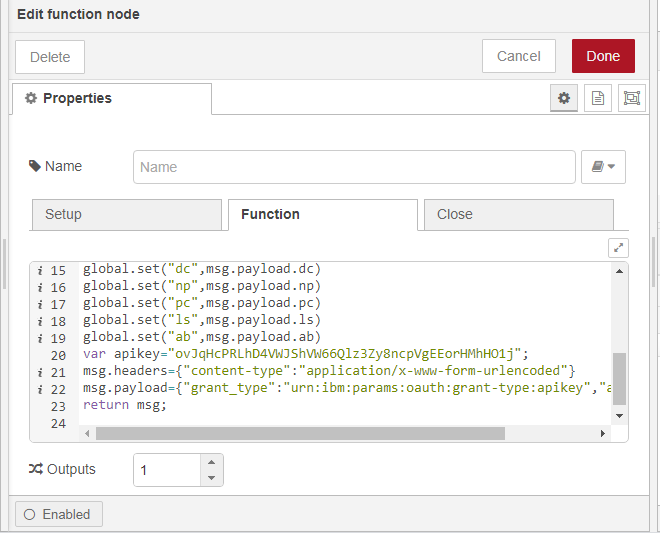 Edit function node
Delete
Cancel
Done
Properties
Name
Name
Setup
Function
Close
i 15 global.set("dc",msg.payload.dc)
i 16 global.set("np",msg.payload.np)
i 17 global.set("pc",msg.payload.pc)
i 18 global.set("ls",msg.payload.ls)
i 19 global.set("ab",msg.payload.ab)
20 var apikey="ovJqHcPRLhD4VWJShVW66Qlz3Zy8ncpVgEEorHMhHO1j";
i 21 msg.headers={"content-type":"application/x-www-form-urlencoded"}
i 22 msg.payload={"grant_type":"urn:ibm:params:oauth:grant-type:apikey","a
23 return msg;
24
Outputs
1
Enabled